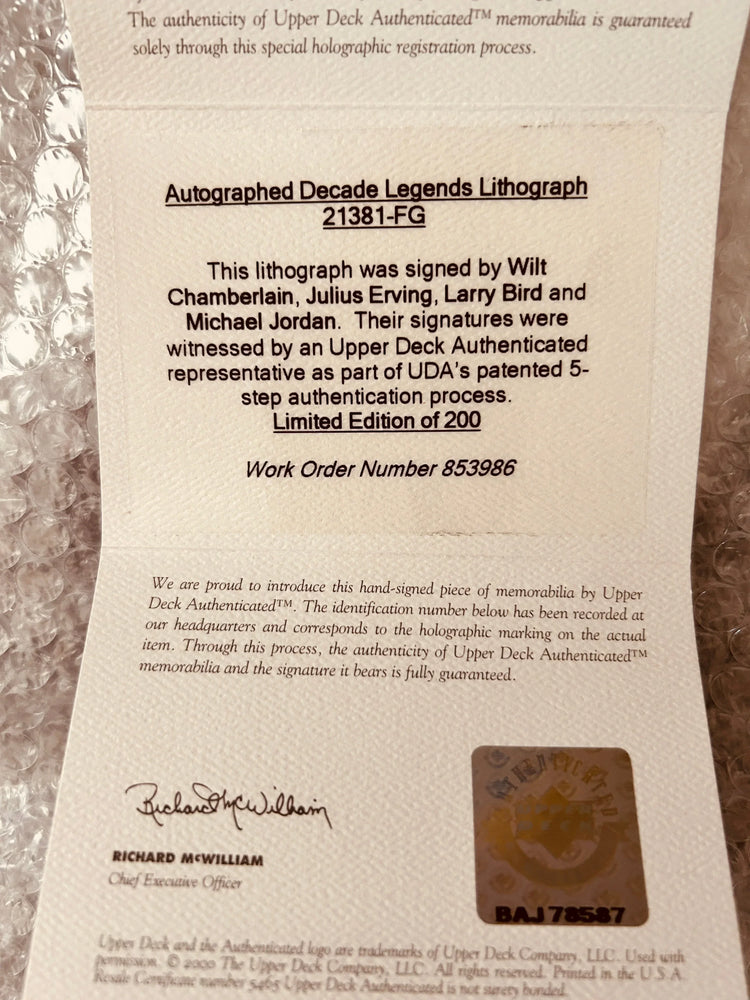 The authenticity of Upper Deck Authenticated™ memorabilia is guaranteed
solely through this special holographic registration process.
Autographed Decade Legends Lithograph
21381-FG
This lithograph was signed by Wilt
Chamberlain, Julius Erving, Larry Bird and
Michael Jordan. Their signatures were
witnessed by an Upper Deck Authenticated
representative as part of UDA's patented 5-
step authentication process.
Limited Edition of 200
Work Order Number 853986
We are proud to introduce this hand-signed piece of memorabilia by Upper
Deck Authenticated™. The identification number below has been recorded at
our headquarters and corresponds to the holographic marking on the actual
item. Through this process, the authenticity of Upper Deck Authenticated™
memorabilia and the signature it bears is fully guaranteed.
Richard McWilliam
RICHARD McWILLIAM
Chief Executive Officer
AUTHENTICATED
BAJ78587
Upper Deck and the Authenticated logo are trademarks of Upper Deck Company, LLC. Used with
permission. © 2000 The Upper Deck Company, LLC. All rights reserved. Printed in the U.S.A.
Resale Certificate number 5465 Upper Deck Authenticated is not surety bonded.